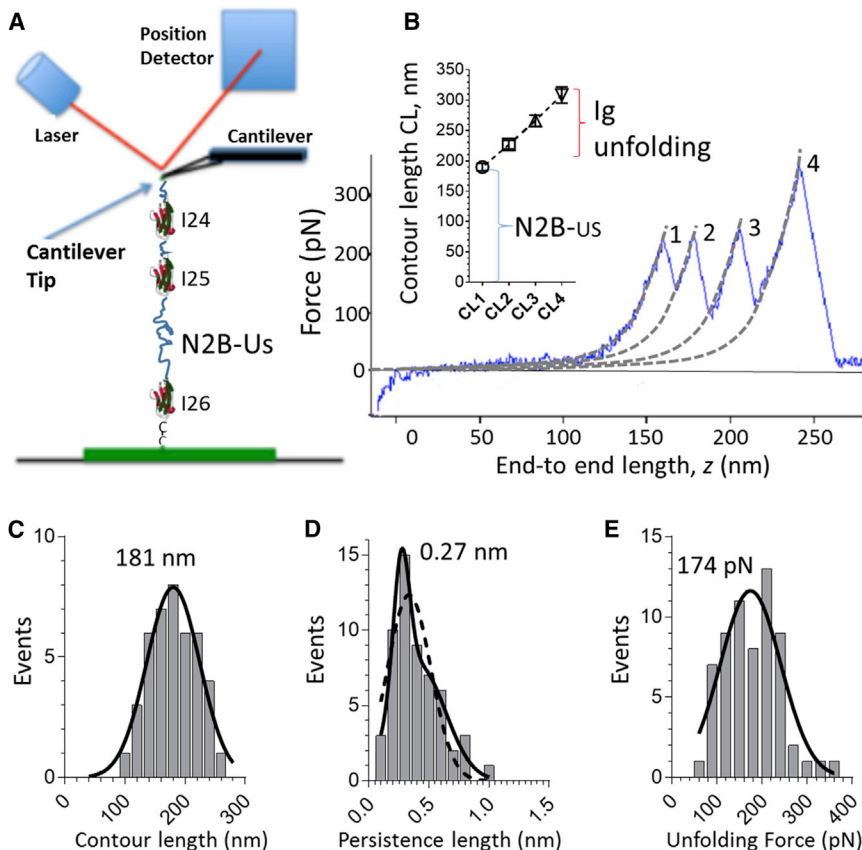 A
Position
Detector
Laser
Cantilever
Cantilever
Tip
I24
I25
N2B-Us
I26
C
C
B
Contour length CL, nm
350
300
250
200
150
100
50
0
CL1
CL2
CL3
CL4
Ig
unfolding
N2B-US
Force (pN)
300
200
100
0
1
2
3
4
0
50
100
150
200
250
End-to end length, z (nm)
C
181 nm
Events
10
5
0
0
100
200
300
Contour length (nm)
D
0.27 nm
Events
15
10
5
0
0.0
0.5
1.0
1.5
Persistence length (nm)
E
174 pN
Events
15
10
5
0
0
100
200
300
400
Unfolding Force (pN)